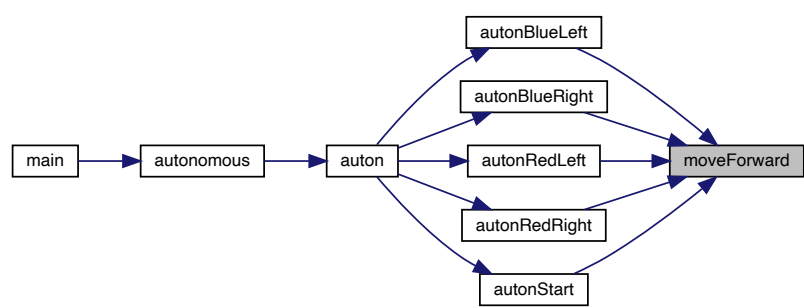 main
autonomous
auton
autonBlueLeft
autonBlueRight
autonRedLeft
autonRedRight
autonStart
moveForward